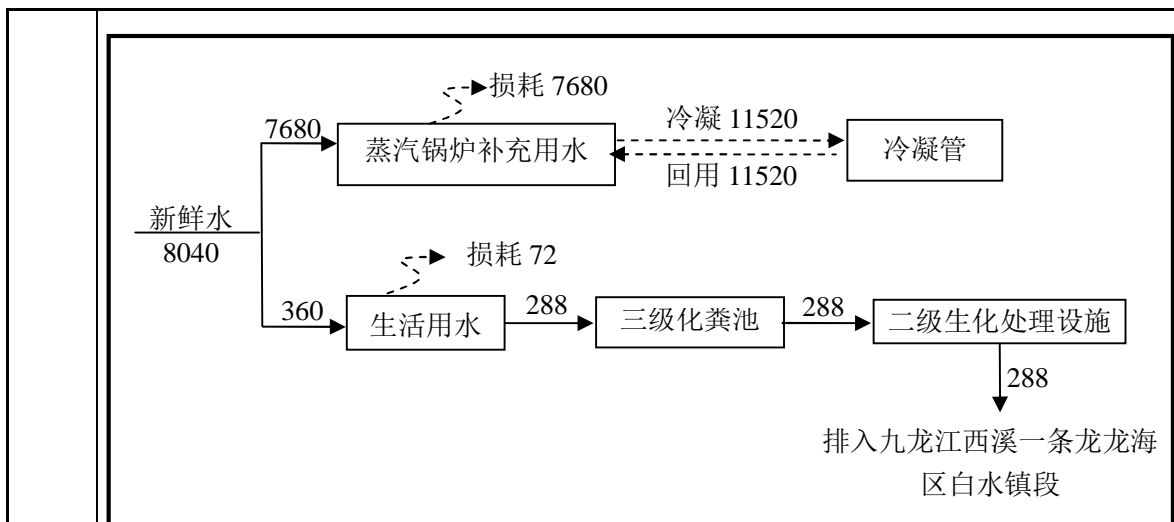 损耗 7680
7680
蒸汽锅炉补充用水
冷凝 11520
回用 11520
冷凝管
新鲜水
8040
损耗 72
360
生活用水
288
三级化粪池
288
二级生化处理设施
288
排入九龙江西溪一条龙龙海
区白水镇段